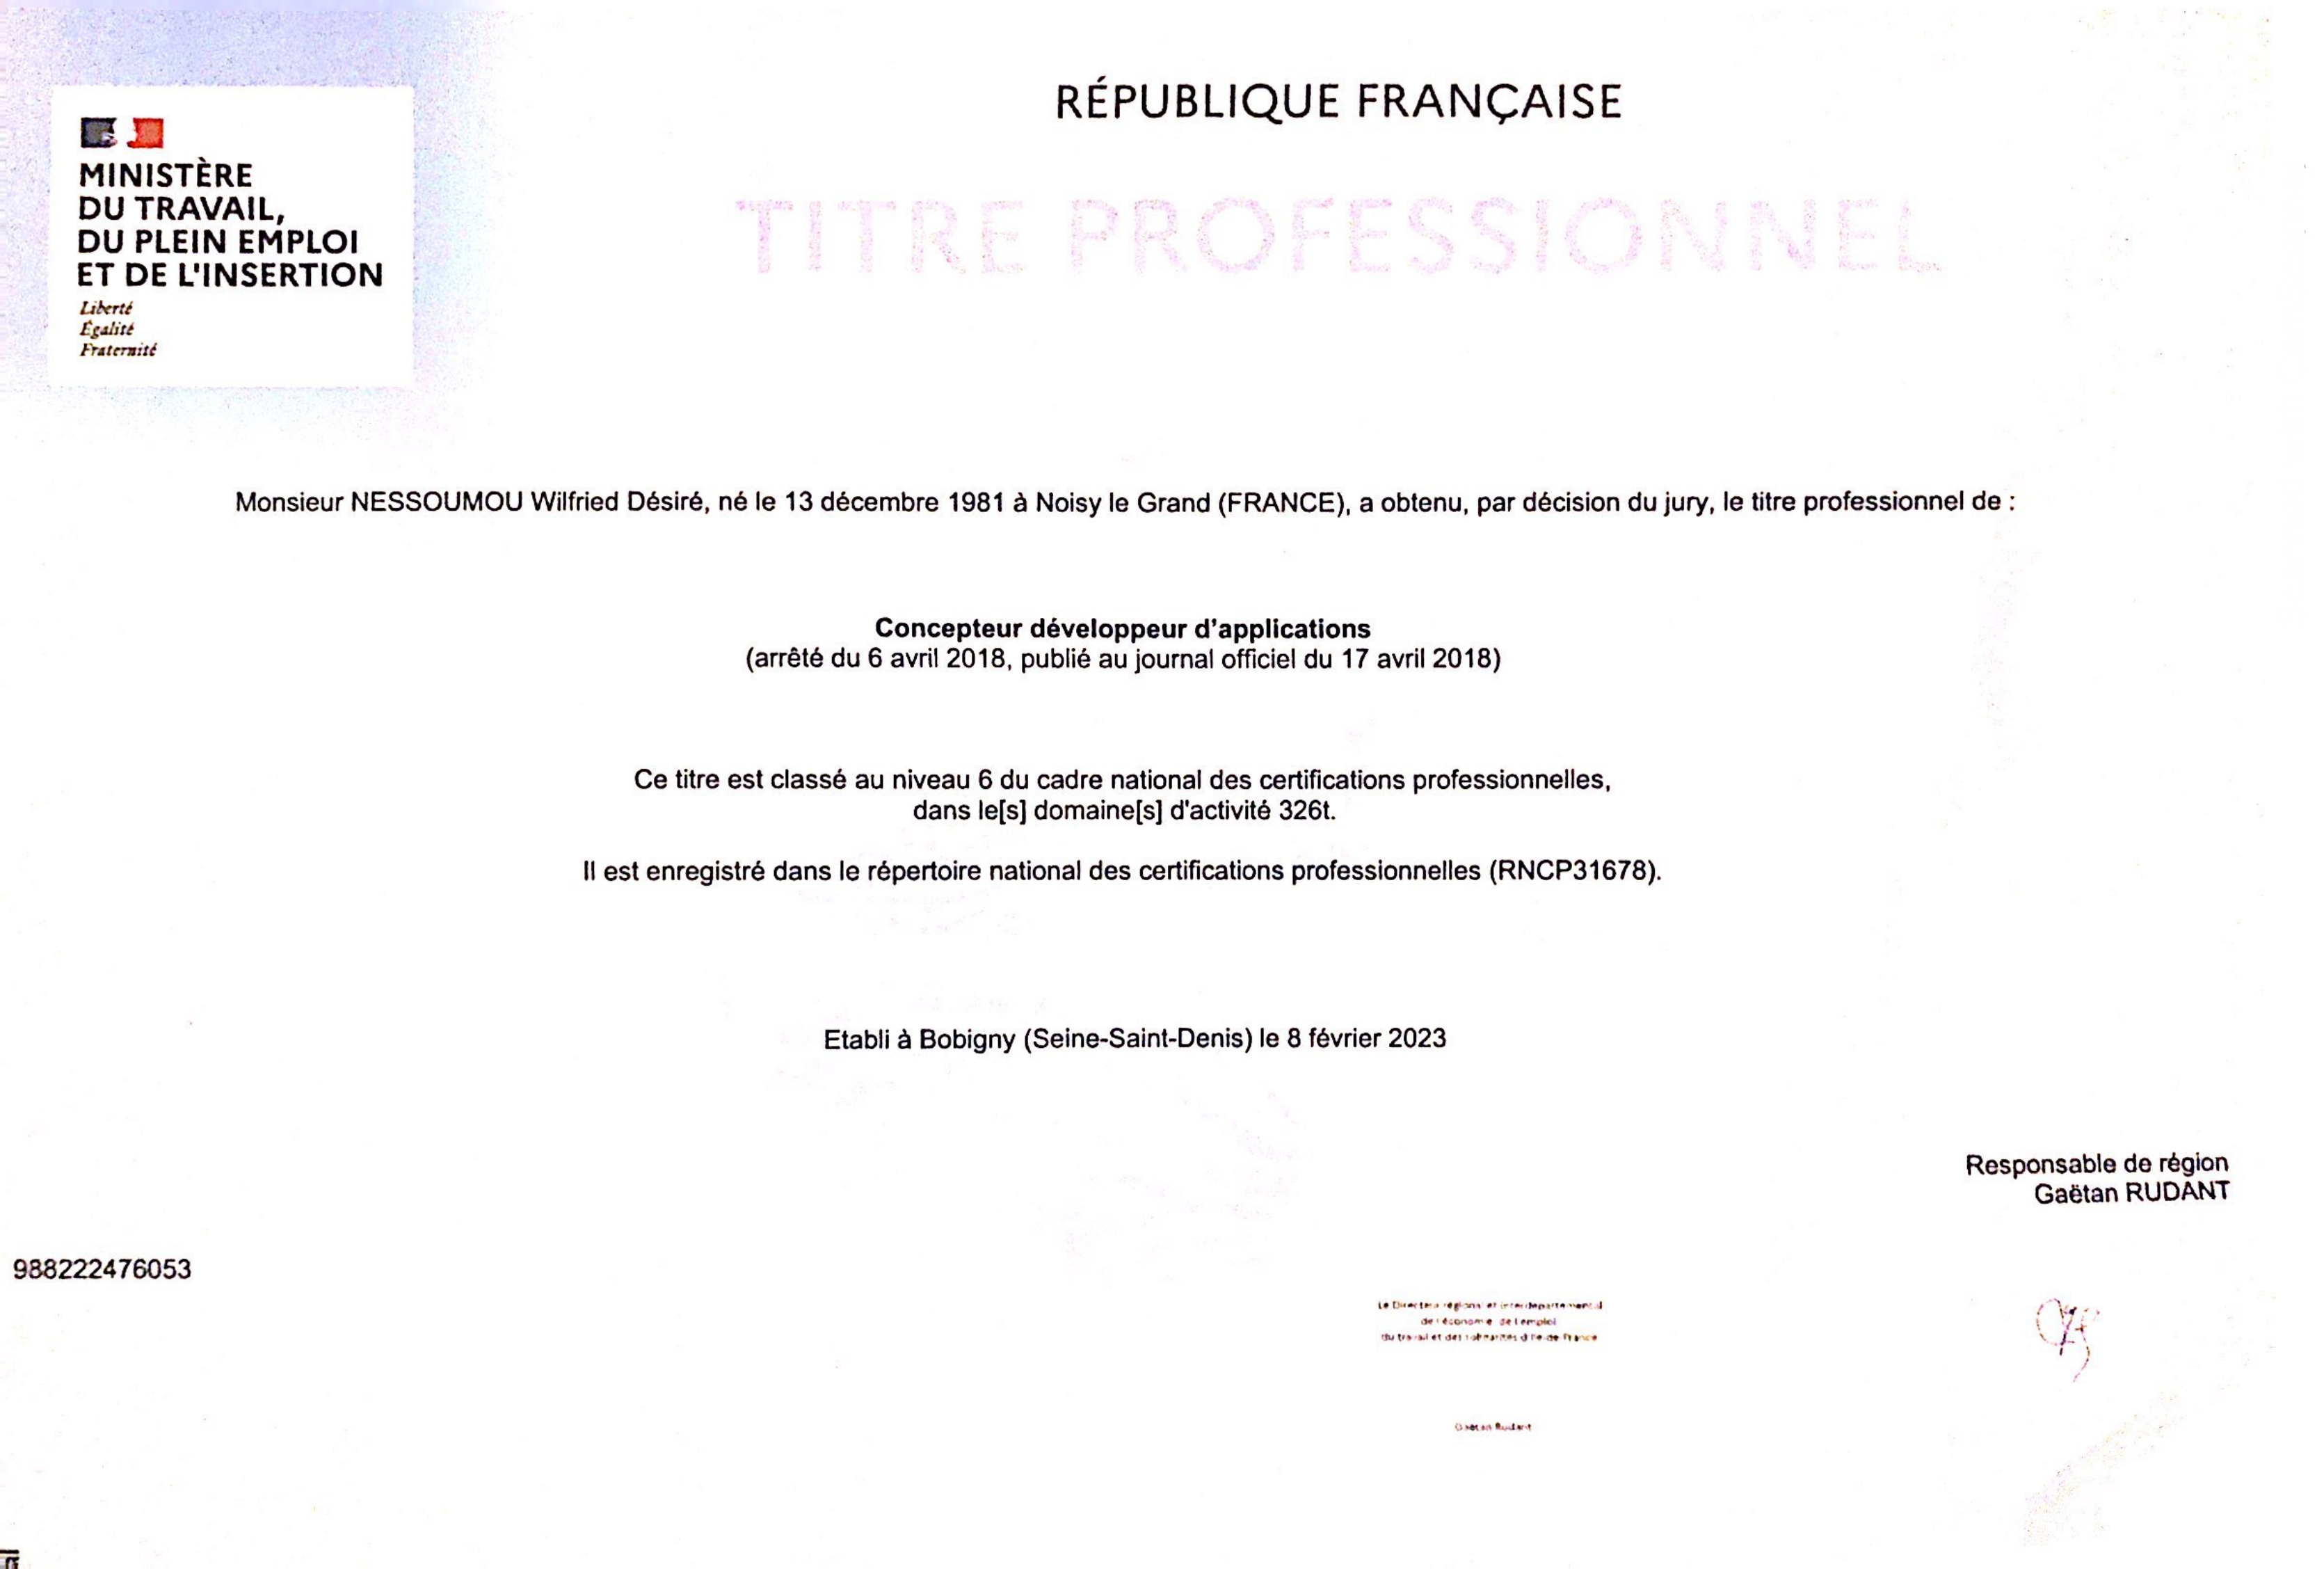 RÉPUBLIQUE FRANÇAISE
TITRE PROFESSIONNEL
MINISTÈRE
DU TRAVAIL,
DU PLEIN EMPLOI
ET DE L'INSERTION
Liberté
Égalité
Fraternité
Monsieur NESSOUMOU Wilfried Désiré, né le 13 décembre 1981 à Noisy le Grand (FRANCE), a obtenu, par décision du jury, le titre professionnel de :
Concepteur développeur d'applications
(arrêté du 6 avril 2018, publié au journal officiel du 17 avril 2018)
Ce titre est classé au niveau 6 du cadre national des certifications professionnelles,
dans le[s] domaine[s] d'activité 326t.
Il est enregistré dans le répertoire national des certifications professionnelles (RNCP31678).
Etabli à Bobigny (Seine-Saint-Denis) le 8 février 2023
Responsable de région
Gaëtan RUDANT
988222476053
Le Directeur régional et interdépartemental
de l'économie de l'emploi
du travail et des solidarités d'Ile-de-France
Gaëtan Rudant